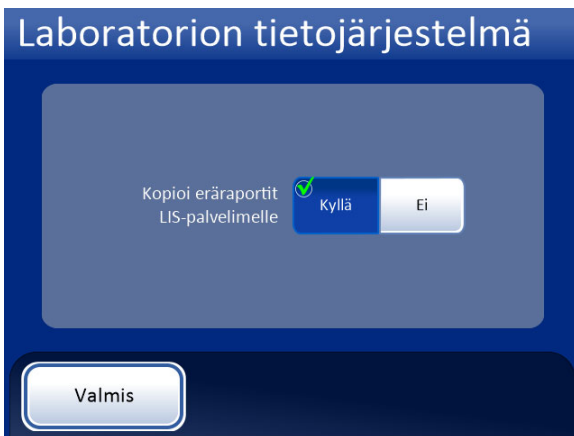 Laboratorion tietojärjestelmä
Kopioi eräraportit
LIS-palvelimelle
Kyllä
Ei
Valmis